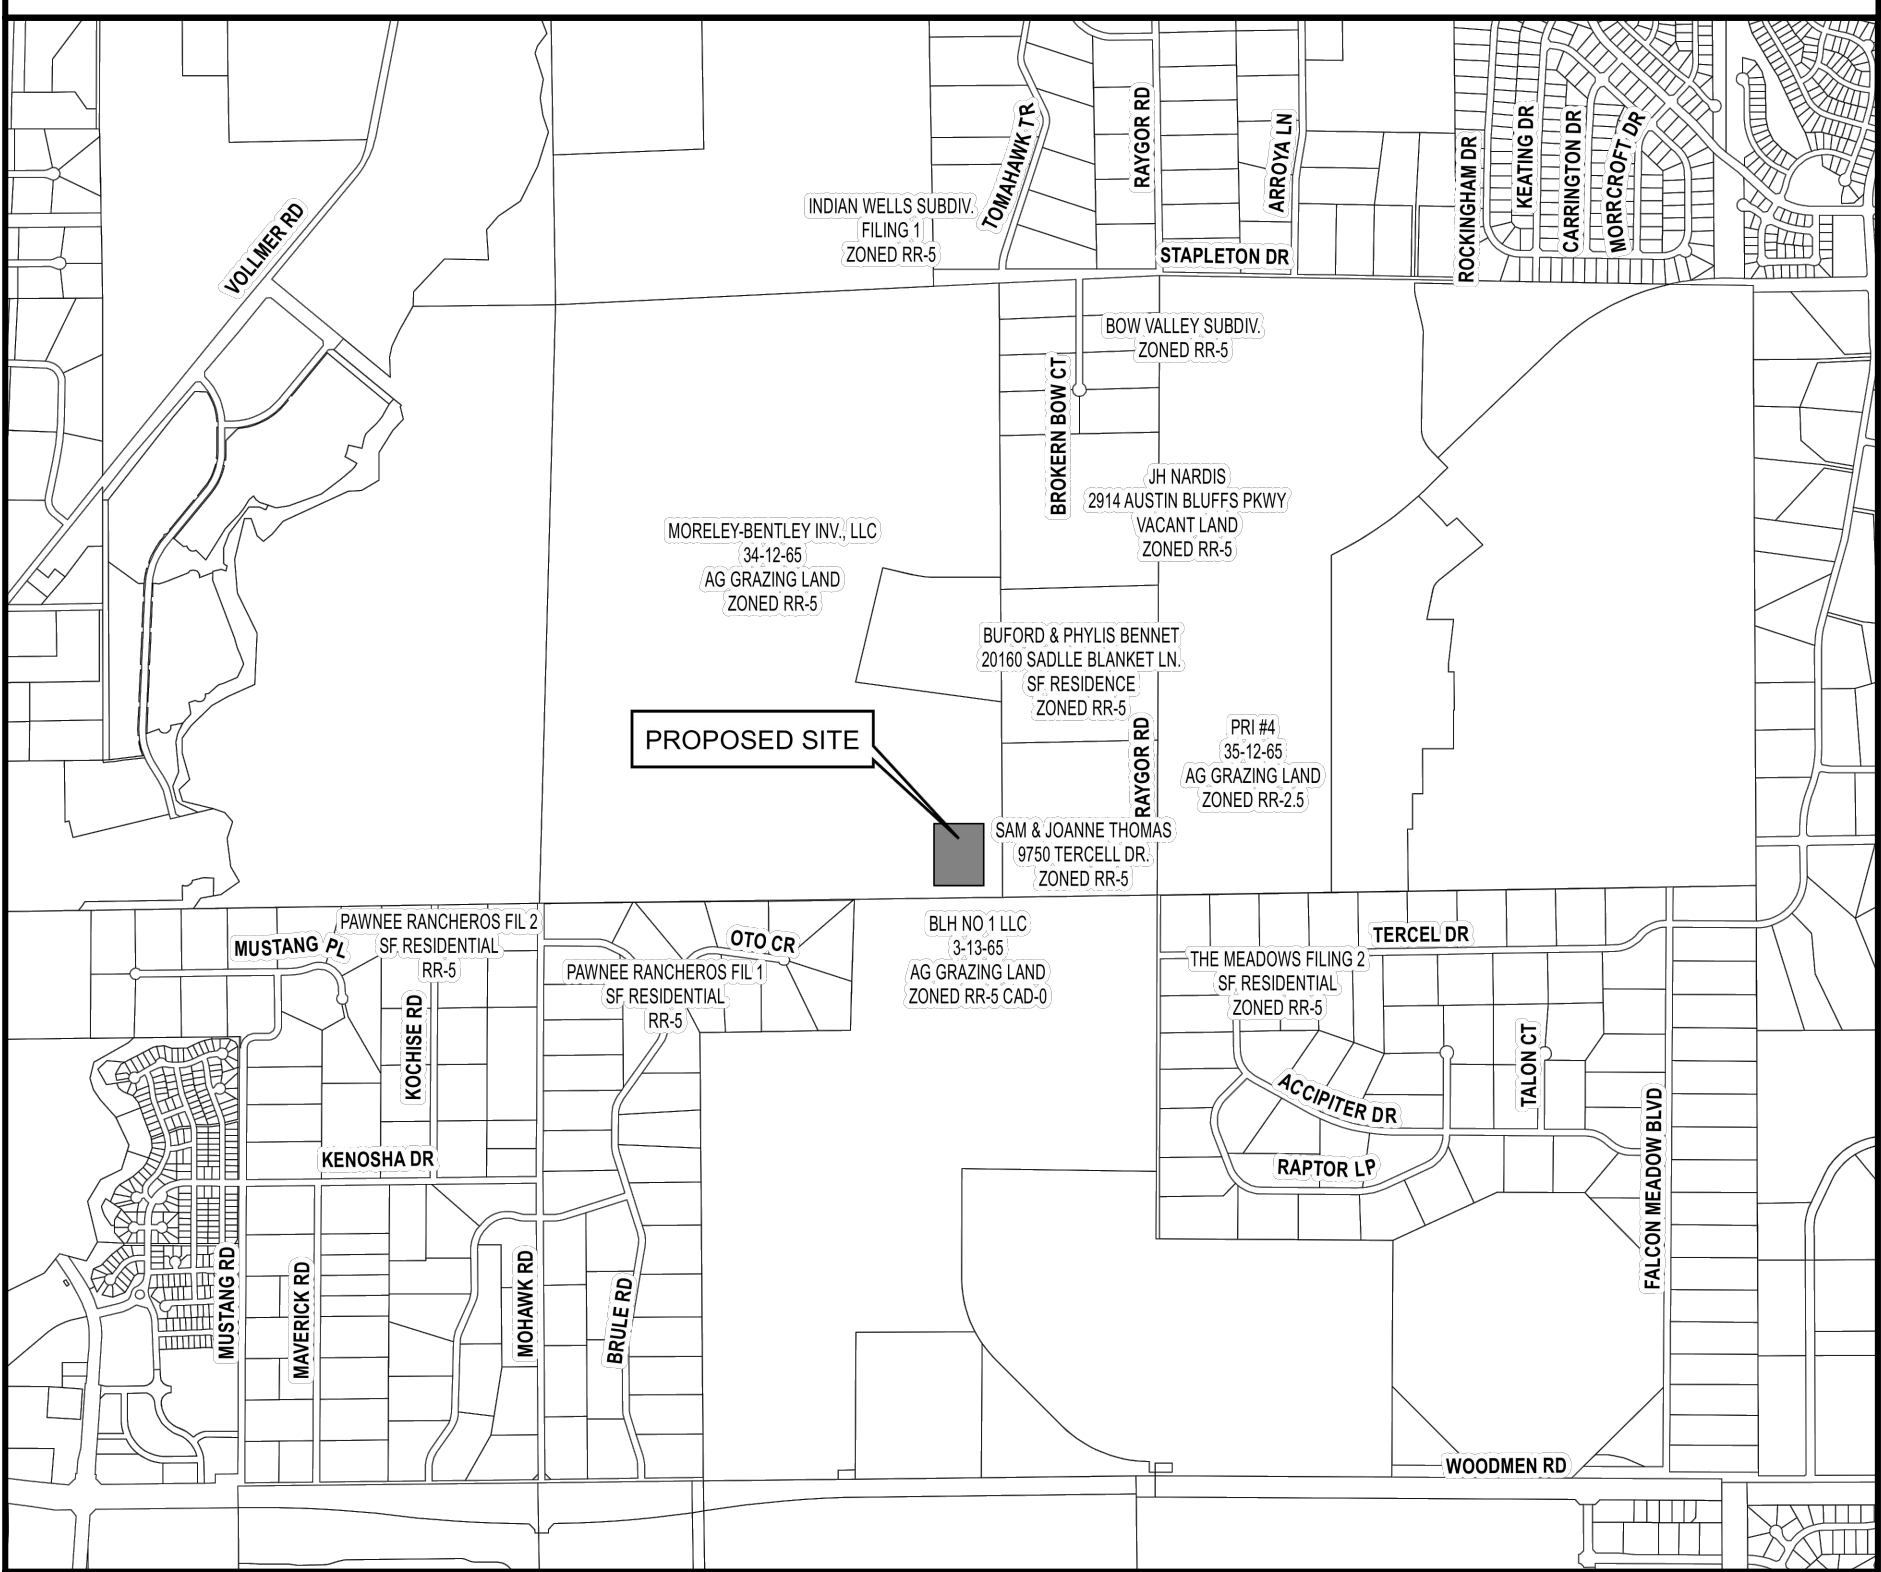 TOMAHAWK TR
RAYGOR RD
ARROYA LN
ROCKINGHAM DR
KEATING DR
CARRINGTON DR
MORRCROFT DR
VOLLMER RD
INDIAN WELLS SUBDIV.
FILING 1
ZONED RR-5
STAPLETON DR
BOW VALLEY SUBDIV.
ZONED RR-5
BROKERN BOW CT
JH NARDIS
2914 AUSTIN BLUFFS PKWY
VACANT LAND
ZONED RR-5
MORELEY-BENTLEY INV., LLC
34-12-65
AG GRAZING LAND
ZONED RR-5
BUFORD & PHYLIS BENNET
20160 SADLLE BLANKET LN.
SF RESIDENCE
ZONED RR-5
PROPOSED SITE
RAYGOR RD
PRI #4
35-12-65
AG GRAZING LAND
ZONED RR-2.5
SAM & JOANNE THOMAS
9750 TERCELL DR.
ZONED RR-5
PAWNEE RANCHEROS FIL 2
SF RESIDENTIAL
RR-5
MUSTANG PL
OTO CR
BLH NO 1 LLC
3-13-65
AG GRAZING LAND
ZONED RR-5 CAD-0
TERCEL DR
PAWNEE RANCHEROS FIL 1
SF RESIDENTIAL
RR-5
THE MEADOWS FILING 2
SF RESIDENTIAL
ZONED RR-5
KOCHISE RD
TALON CT
ACCIPITER DR
KENOSHA DR
RAPTOR LP
FALCON MEADOW BLVD
MUSTANG RD
MAVERICK RD
MOHAWK RD
BRULE RD
WOODMEN RD